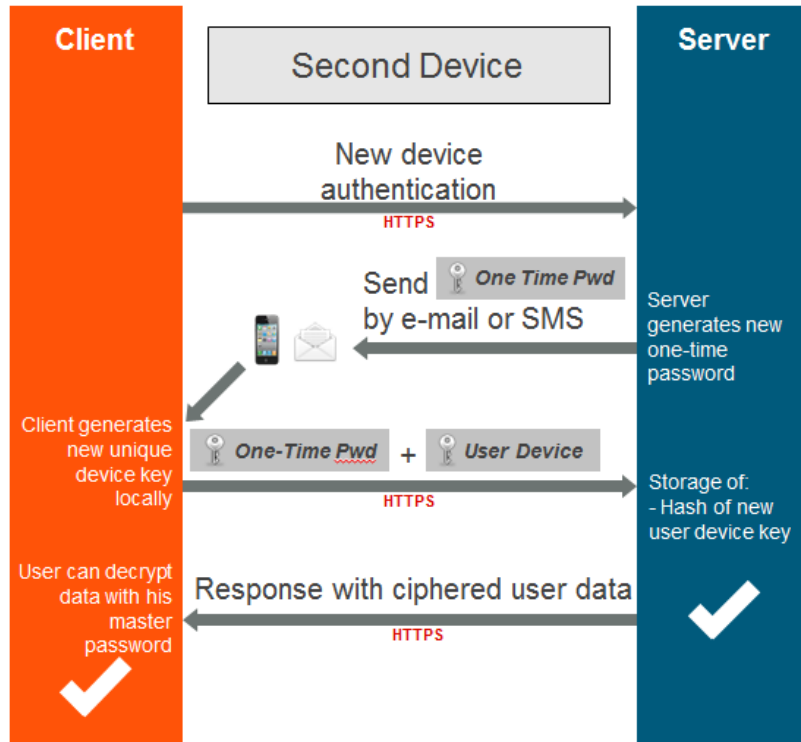 Client
Second Device
Server
New device
authentication
HTTPS
Send One Time Pwd
by e-mail or SMS
Server
generates new
one-time
password
Client generates
new unique
device key
locally
One-Time Pwd + User Device
HTTPS
Storage of:
- Hash of new
user device key
User can decrypt
data with his
master
password
Response with ciphered user data
HTTPS